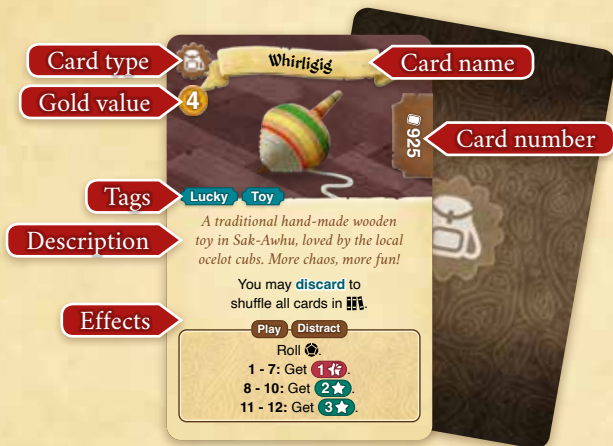 Card type
Whirligig
Card name
Gold value
4
925
Card number
Tags
Lucky Toy
Description
A traditional hand-made wooden
toy in Sak-Awhu, loved by the local
ocelot cubs. More chaos, more fun!
You may discard to
shuffle all cards in .
Effects
Play Distract
Roll .
1 - 7: Get 1 .
8 - 10: Get 2 ★.
11 - 12: Get 3 ★.